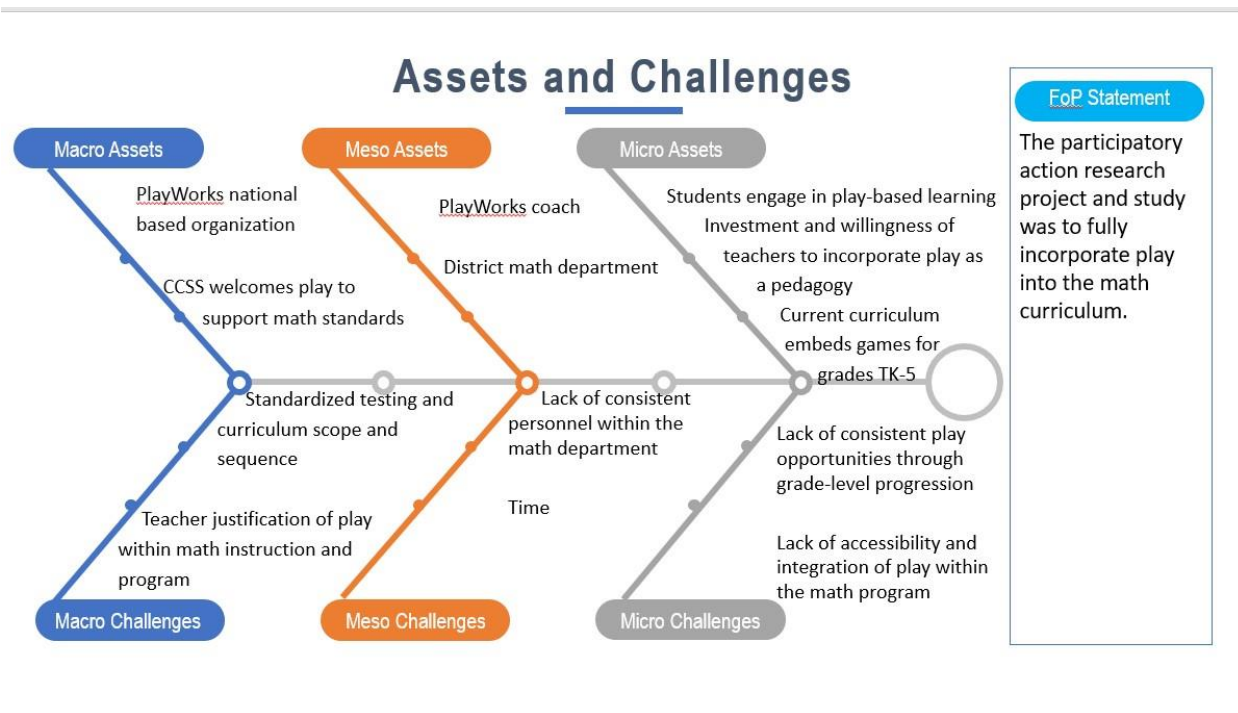 Assets and Challenges
Macro Assets
PlayWorks national
based organization
CCSS welcomes play to
support math standards
Meso Assets
PlayWorks coach
District math department
Micro Assets
Students engage in play-based learning
Investment and willingness of
teachers to incorporate play as
a pedagogy
Current curriculum
embeds games for
grades TK-5
Standardized testing and
curriculum scope and
sequence
Teacher justification of play
within math instruction and
program
Macro Challenges
Lack of consistent
personnel within the
math department
Time
Meso Challenges
Lack of consistent play
opportunities through
grade-level progression
Lack of accessibility and
integration of play within
the math program
Micro Challenges
FoP Statement
The participatory
action research
project and study
was to fully
incorporate play
into the math
curriculum.